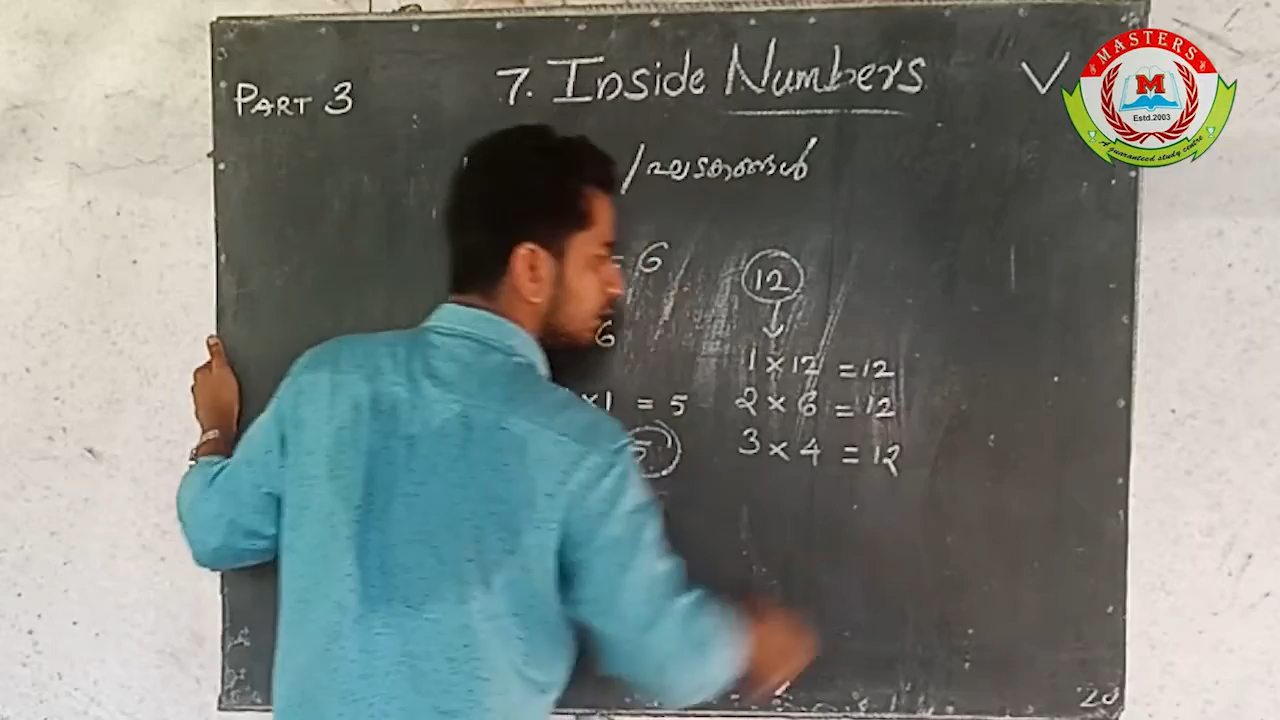 PART 3
7. Inside Numbers
V
MASTERS
M
Estd.2003
A guaranteed study centre
/ഘടകങ്ങൾ
= 6
6
×1 = 5
5
12
1 × 12 = 12
2 × 6 = 12
3 × 4 = 12